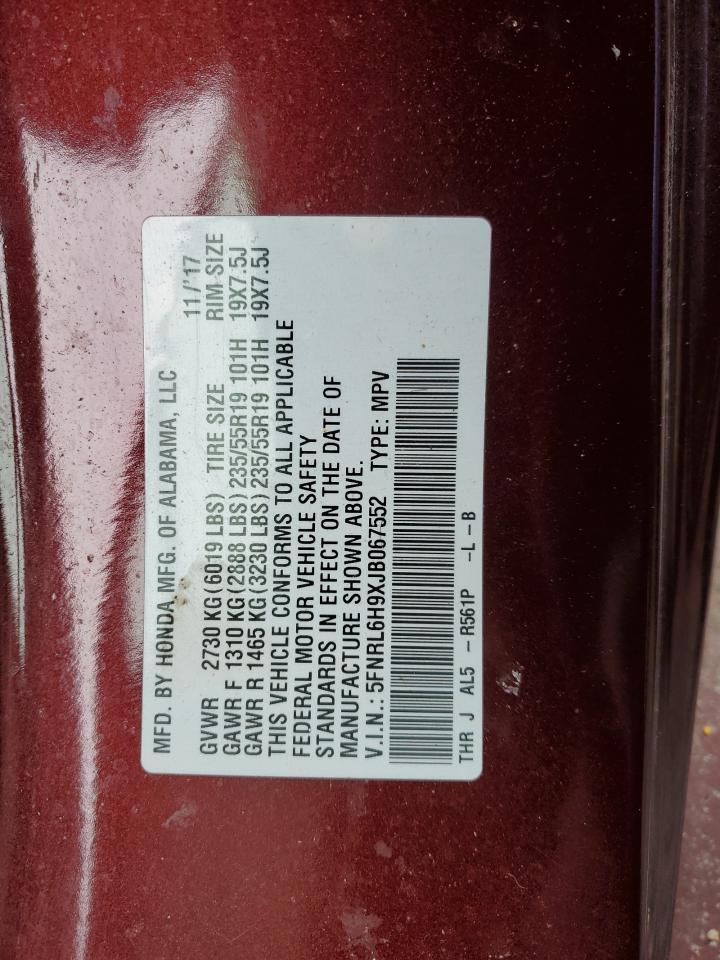 MFD. BY HONDA MFG. OF ALABAMA, LLC 11/'17
GVWR 2730 KG(6019 LBS) TIRE SIZE RIM SIZE
GAWR F 1310 KG(2888 LBS)235/55R19 101H 19X7.5J
GAWR R 1465 KG(3230 LBS)235/55R19 101H 19X7.5J
THIS VEHICLE CONFORMS TO ALL APPLICABLE
FEDERAL MOTOR VEHICLE SAFETY
STANDARDS IN EFFECT ON THE DATE OF
MANUFACTURE SHOWN ABOVE.
V.I.N.: 5FNRL6H9XJB067552 TYPE: MPV
THR J AL5 -R561P -L-B